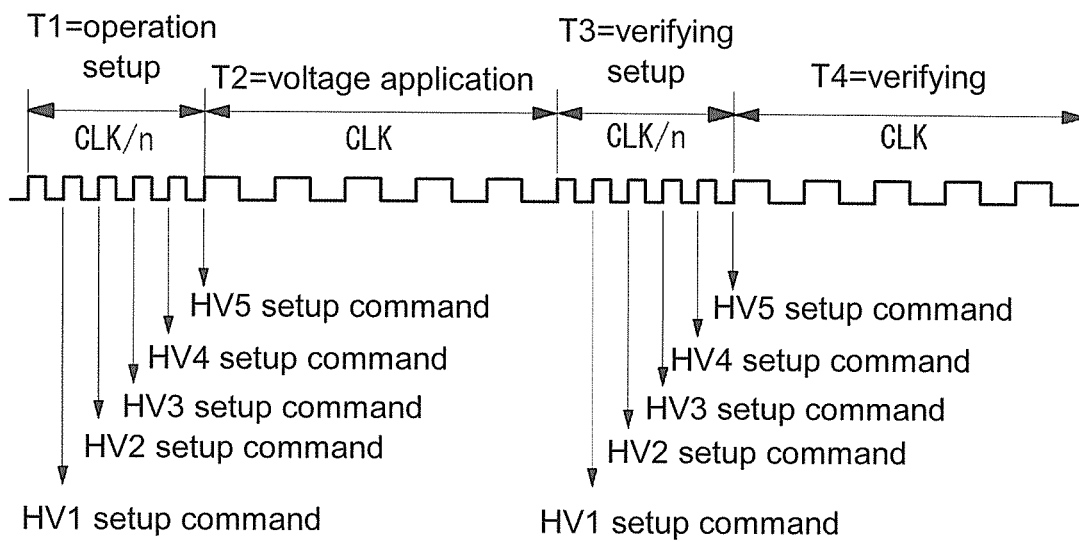 T1=operation
setup
T2=voltage application
T3=verifying
setup
T4=verifying
CLK/n
CLK
CLK/n
CLK
HV5 setup command
HV4 setup command
HV3 setup command
HV2 setup command
HV1 setup command
HV5 setup command
HV4 setup command
HV3 setup command
HV2 setup command
HV1 setup command